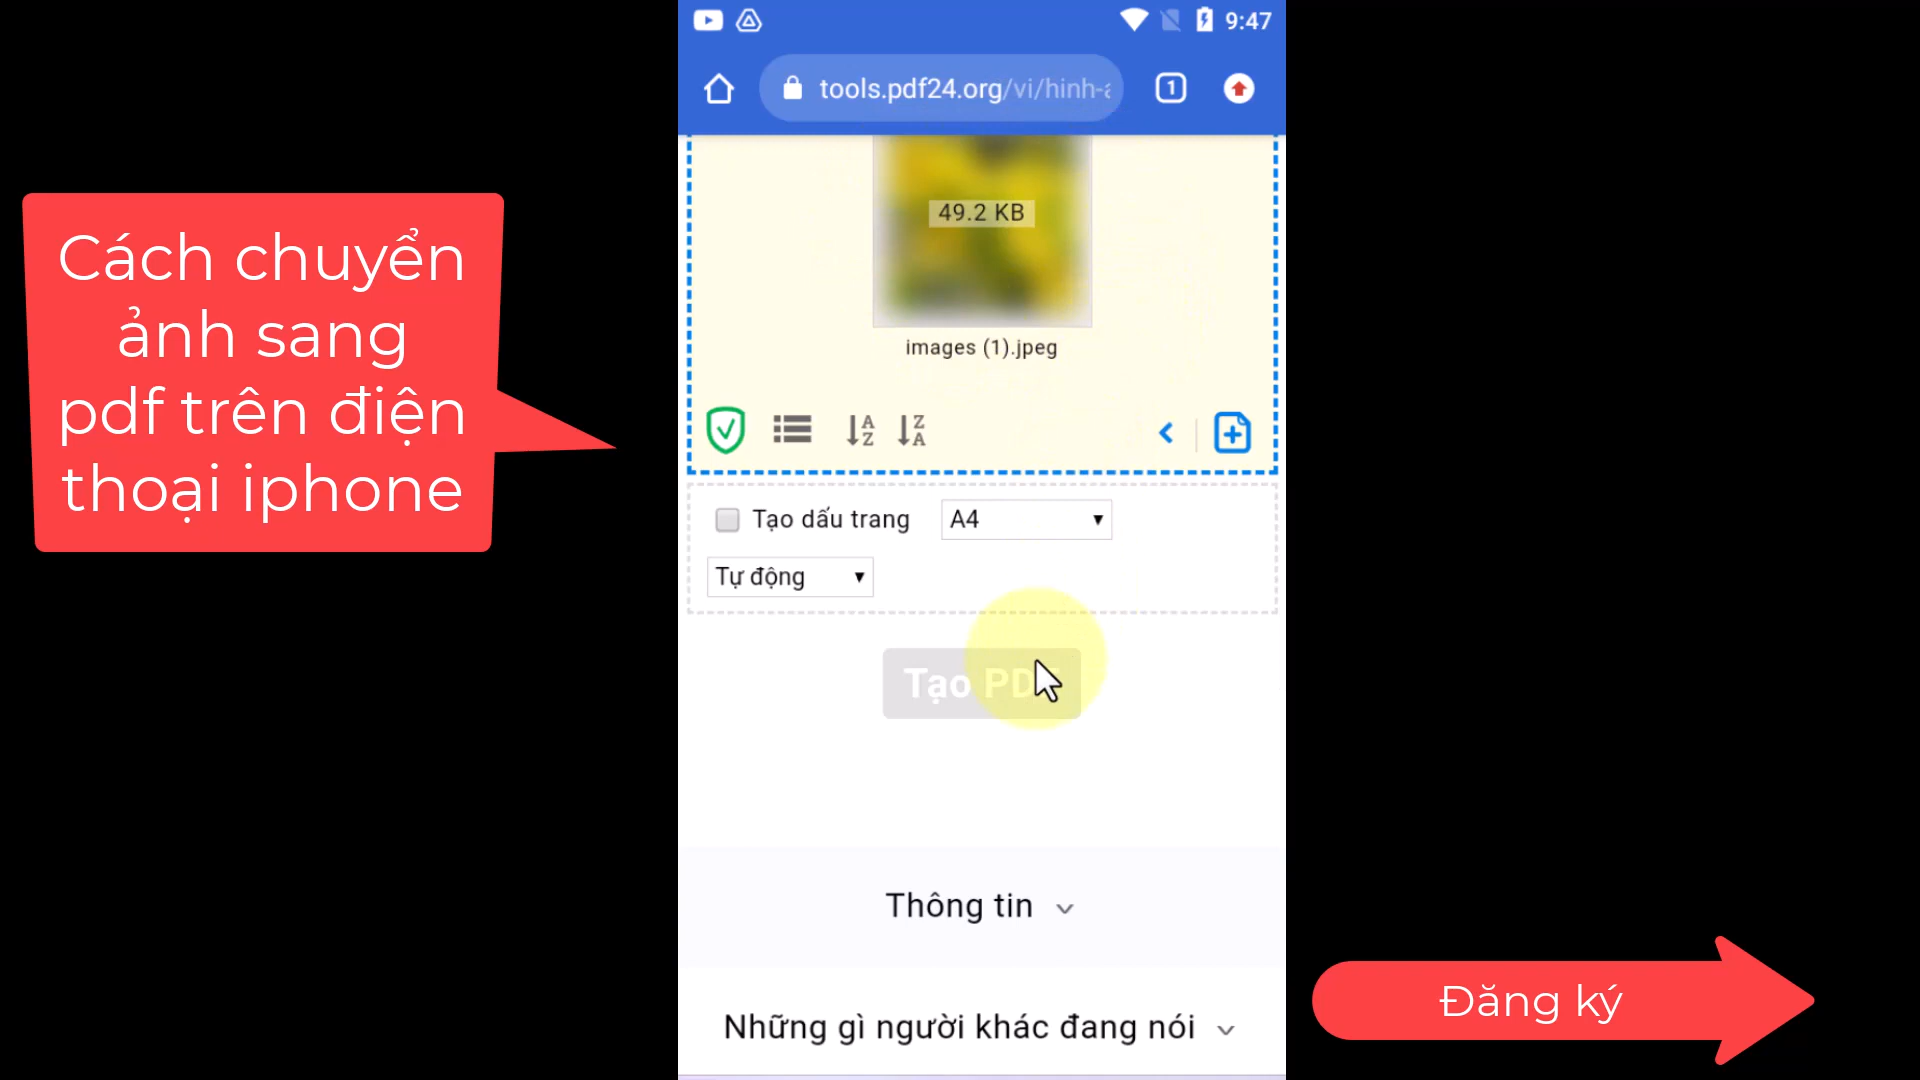 9:47
tools.pdf24.org/vi/hinh-
1
49.2 KB
images (1).jpeg
Cách chuyển
ảnh sang
pdf trên điện
thoại iphone
A
Z
Z
A
Tạo dấu trang
A4
Tự động
Tạo PDF
Thông tin
Những gì người khác đang nói
Đăng ký